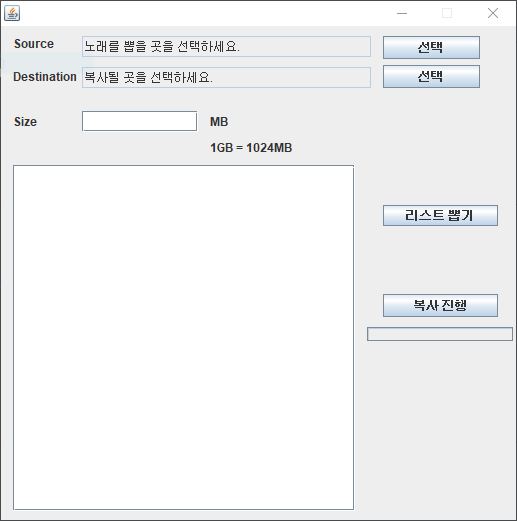 Source 노래를 뽑을 곳을 선택하세요. 선택
Destination 복사될 곳을 선택하세요. 선택
Size MB
1GB = 1024MB
리스트 뽑기
복사 진행